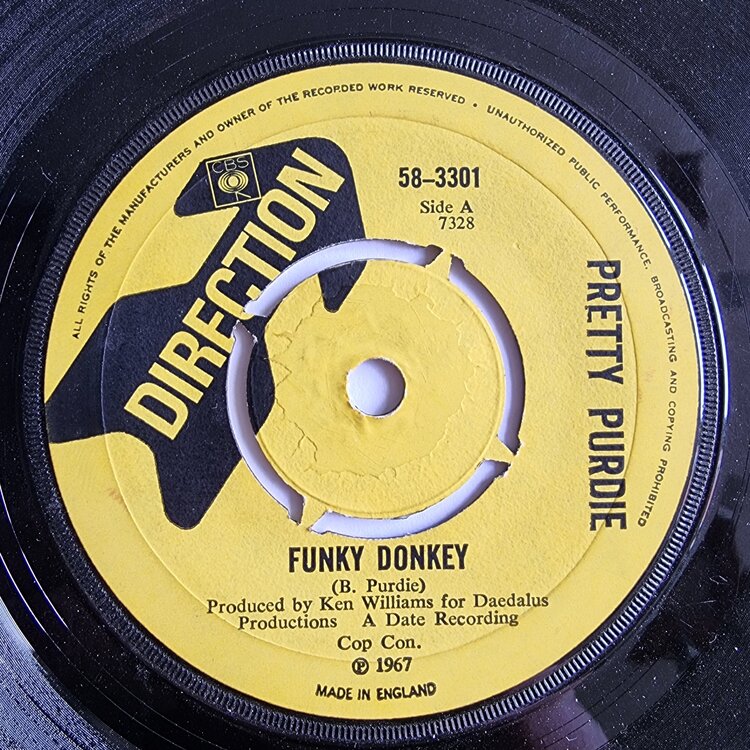 ALL RIGHTS OF THE MANUFACTURERS AND OWNER OF THE RECORDED WORK RESERVED • UNAUTHORIZED PUBLIC PERFORMANCE, BROADCASTING AND COPYING PROHIBITED
CBS
DIRECTION
58-3301
Side A
7328
PRETTY PURDIE
FUNKY DONKEY
(B. Purdie)
Produced by Ken Williams for Daedalus
Productions A Date Recording
Cop Con.
℗ 1967
MADE IN ENGLAND